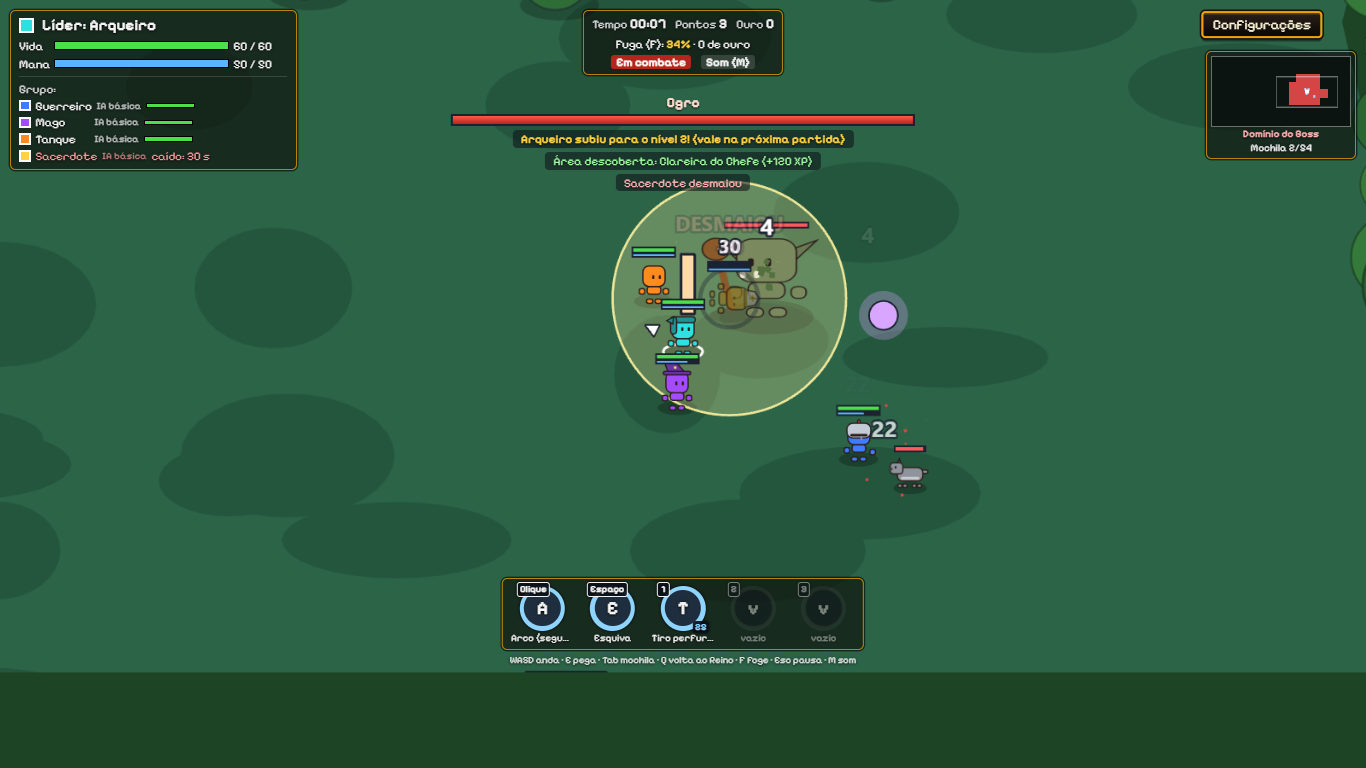 Líder: Arqueiro
Vida 60 / 60
Mana 90 / 90
Grupo:
Guerreiro IA básica
Mago IA básica
Tanque IA básica
Sacerdote IA básica caído: 30 s
Tempo 00:07 Pontos 3 Ouro 0
Fuga {F}: 34% · 0 de ouro
Em combate Som {M}
Ogro
Arqueiro subiu para o nível 2! {vale na próxima partida}
Área descoberta: Clareira do Chefe {+120 XP}
Sacerdote desmaiou
DESMAIOU
4
30
4
22
Configurações
Domínio do Boss
Mochila 2/24
Clique
A
Arco {segu...
Espaço
E
Esquiva
1
T
Tiro perfur...
2
v
vazio
3
v
vazio
WASD anda · E pega · Tab mochila · Q volta ao Reino · F Foge · Esc pausa · M som